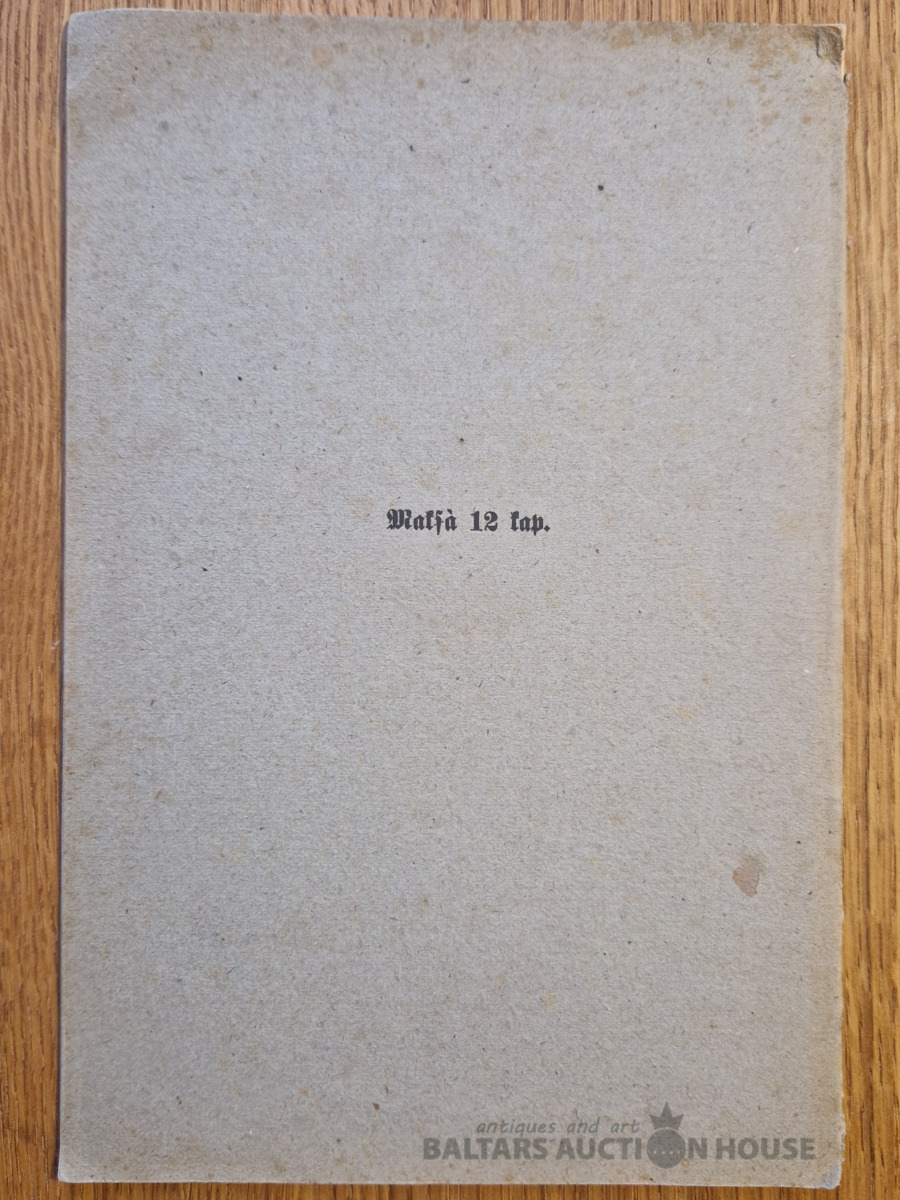 Makſà 12 kap.
antiques and art
BALTARS AUCTION HOUSE